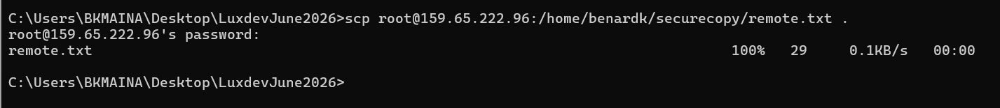 C:\Users\BKMAINA\Desktop\LuxdevJune2026>scp root@159.65.222.96:/home/benardk/securecopy/remote.txt .
root@159.65.222.96's password:
remote.txt 100% 29 0.1KB/s 00:00
C:\Users\BKMAINA\Desktop\LuxdevJune2026>